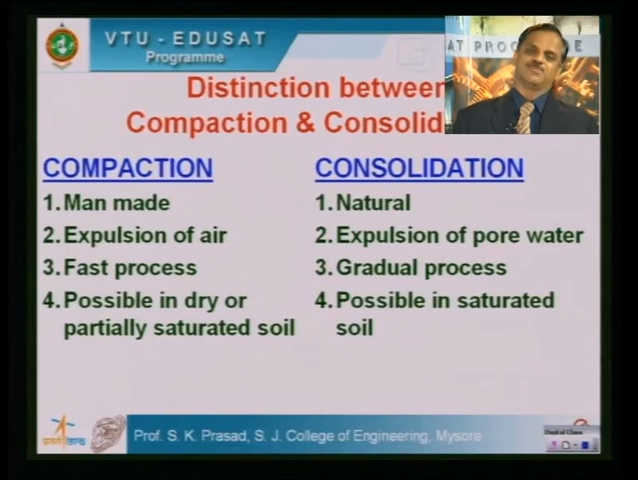 VTU - EDUSAT
Programme
AT PROG
E
Distinction between
Compaction & Consolid
COMPACTION
1. Man made
2. Expulsion of air
3. Fast process
4. Possible in dry or
partially saturated soil
CONSOLIDATION
1. Natural
2. Expulsion of pore water
3. Gradual process
4. Possible in saturated
soil
Prof. S. K. Prasad, S. J. College of Engineering, Mysore